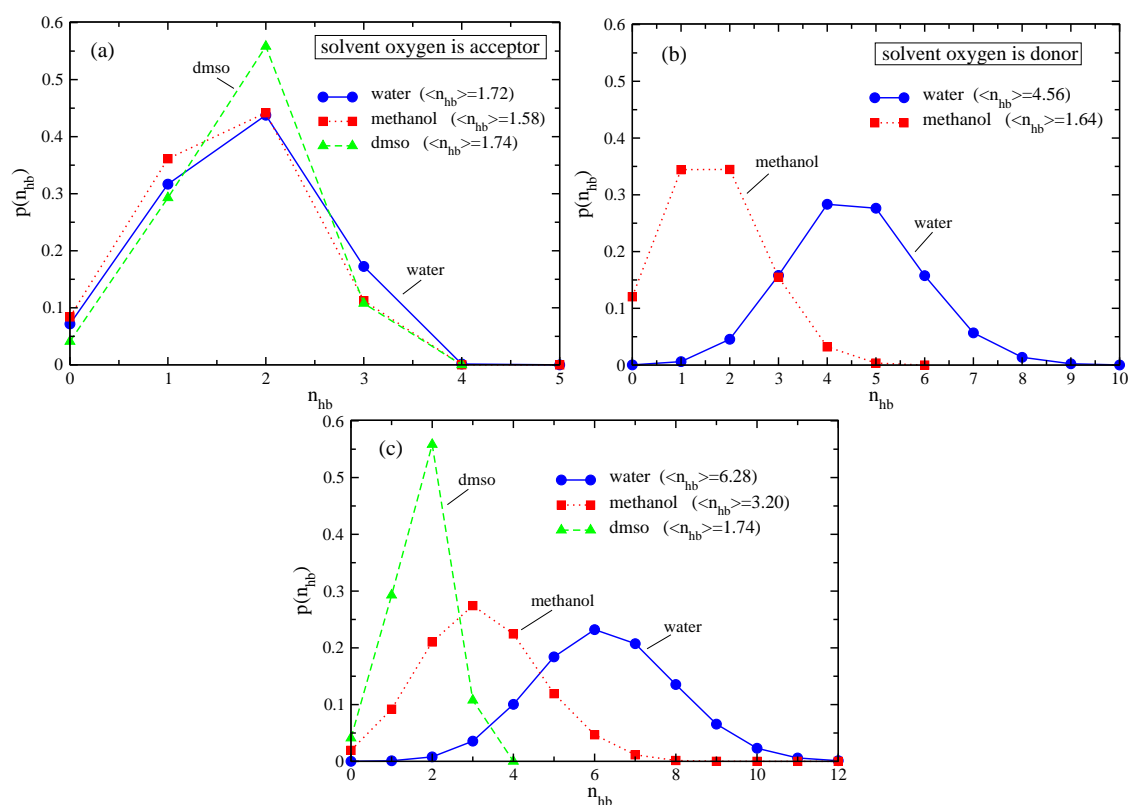 (a)
solvent oxygen is acceptor
dmso
water (<n_hb>=1.72)
methanol (<n_hb>=1.58)
dmso (<n_hb>=1.74)
water
p(n_hb)
0.6
0.5
0.4
0.3
0.2
0.1
0
0 1 2 3 4 5
n_hb
(b)
solvent oxygen is donor
water (<n_hb>=4.56)
methanol (<n_hb>=1.64)
methanol
water
p(n_hb)
0.6
0.5
0.4
0.3
0.2
0.1
0
0 1 2 3 4 5 6 7 8 9 10
n_hb
(c)
dmso
water (<n_hb>=6.28)
methanol (<n_hb>=3.20)
dmso (<n_hb>=1.74)
methanol
water
p(n_hb)
0.6
0.5
0.4
0.3
0.2
0.1
0
0 2 4 6 8 10 12
n_hb